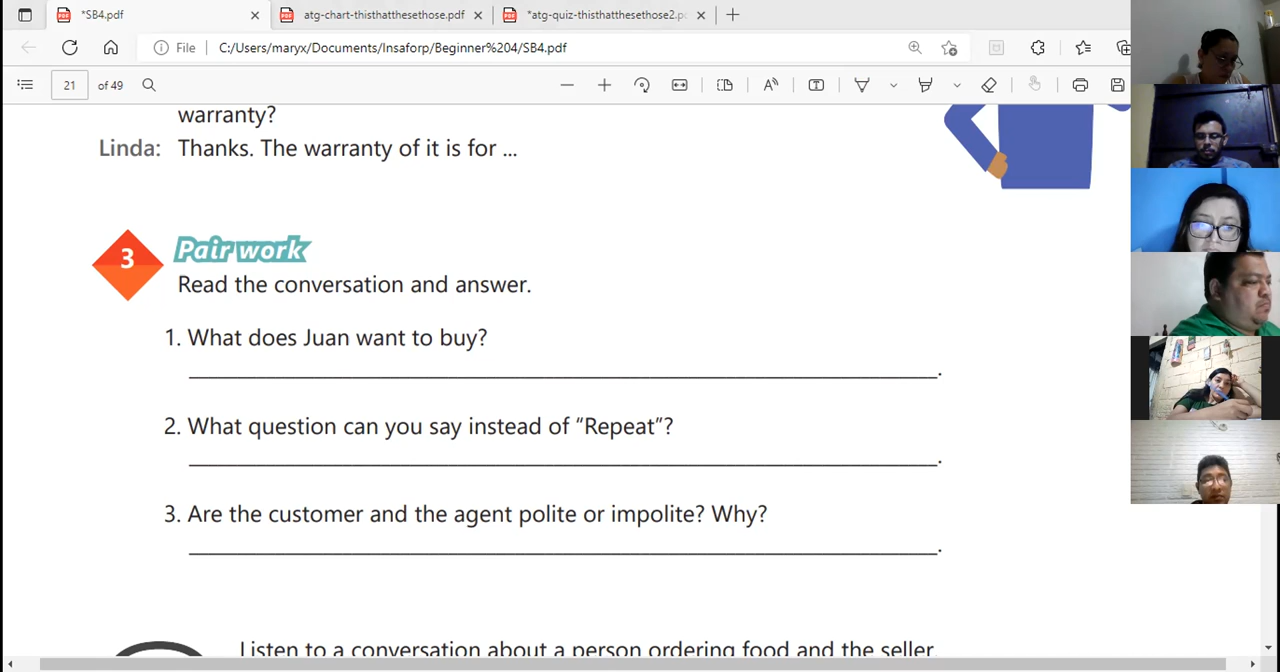 *SB4.pdf
atg-chart-thisthatthesethose.pdf
*atg-quiz-thisthatthesethose2.pc
File
C:/Users/maryx/Documents/Insaforp/Beginner%204/SB4.pdf
21 of 49
warranty?
Linda: Thanks. The warranty of it is for ...
3
Pair work
Read the conversation and answer.
1. What does Juan want to buy?
2. What question can you say instead of “Repeat”?
3. Are the customer and the agent polite or impolite? Why?
Listen to a conversation about a person ordering food and the seller.